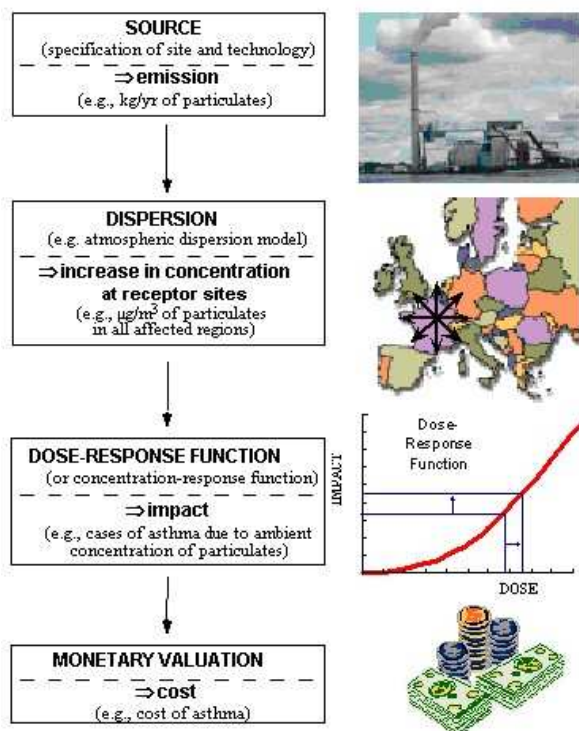 SOURCE
(specification of site and technology)
⇒emission
(e.g., kg/yr of particulates)
DISPERSION
(e.g. atmospheric dispersion model)
⇒increase in concentration
at receptor sites
(e.g., µg/m³ of particulates
in all affected regions)
DOSE-RESPONSE FUNCTION
(or concentration-response function)
⇒impact
(e.g., cases of asthma due to ambient
concentration of particulates)
Dose-
Response
Function
IMPACT
DOSE
MONETARY VALUATION
⇒cost
(e.g., cost of asthma)